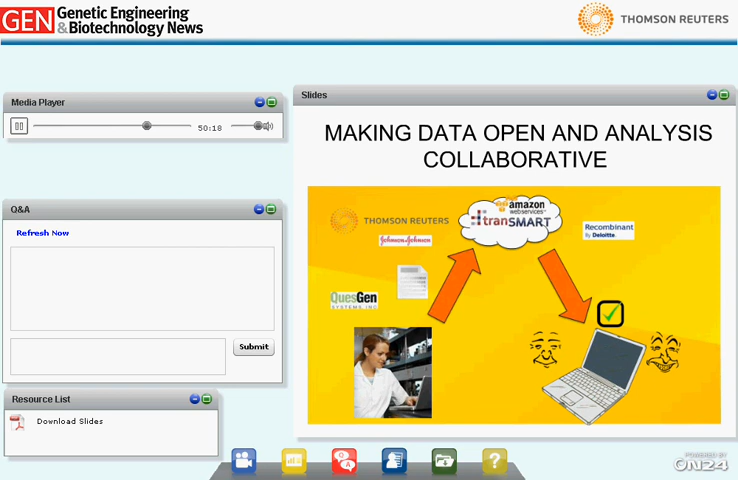 GEN Genetic Engineering
&Biotechnology News
THOMSON REUTERS
Media Player
50:18
Q&A
Refresh Now
Submit
Resource List
Download Slides
Slides
MAKING DATA OPEN AND ANALYSIS
COLLABORATIVE
THOMSON REUTERS
amazon
webservices™
tranSMART
Johnson&Johnson
Recombinant
By Deloitte.
QuesGen
SYSTEMS INC
Q
A
?
POWERED BY
ON24